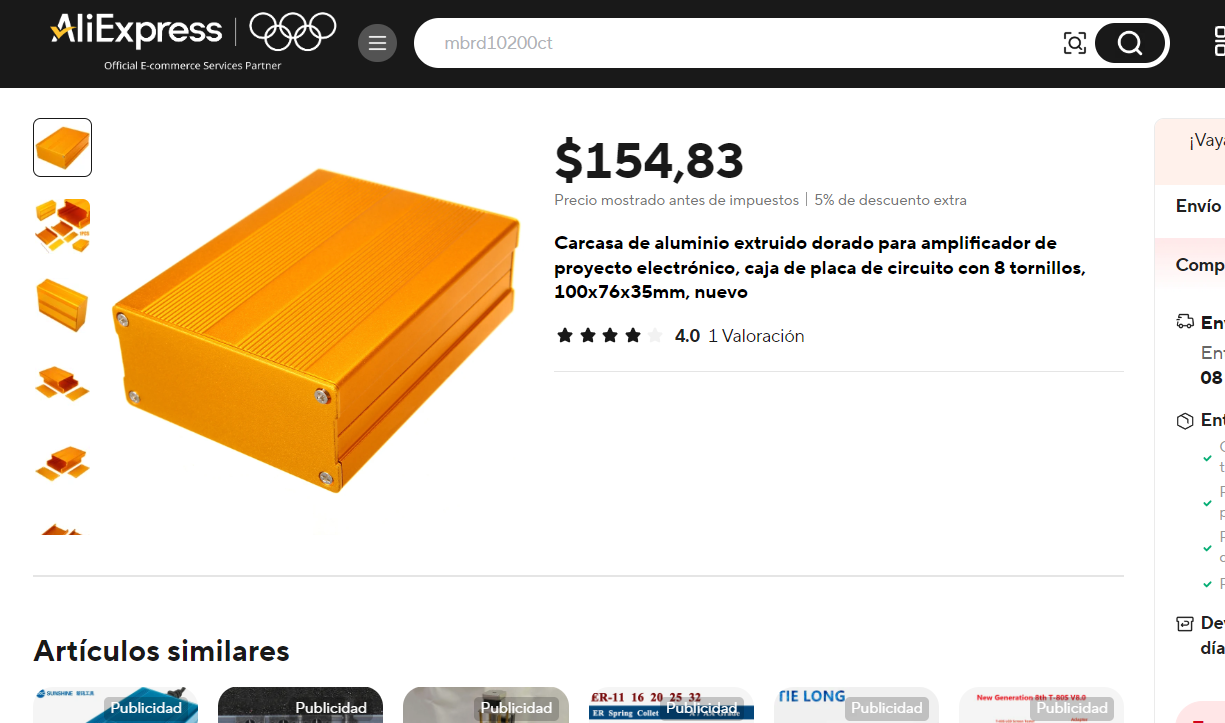 AliExpress
Official E-commerce Services Partner
mbrd10200ct
$154,83
Precio mostrado antes de impuestos | 5% de descuento extra
Carcasa de aluminio extruido dorado para amplificador de
proyecto electrónico, caja de placa de circuito con 8 tornillos,
100x76x35mm, nuevo
4.0 1 Valoración
¡Vaya
Envío
Comp
Ent
08
Ent
Dev
día
Artículos similares
SUNSHINE
Publicidad
Publicidad
Publicidad
ER-11 16 20 25 32
ER Spring Collet
Publicidad
TIE LONG
Publicidad
New Generation 8th T-80S V8.0
Publicidad